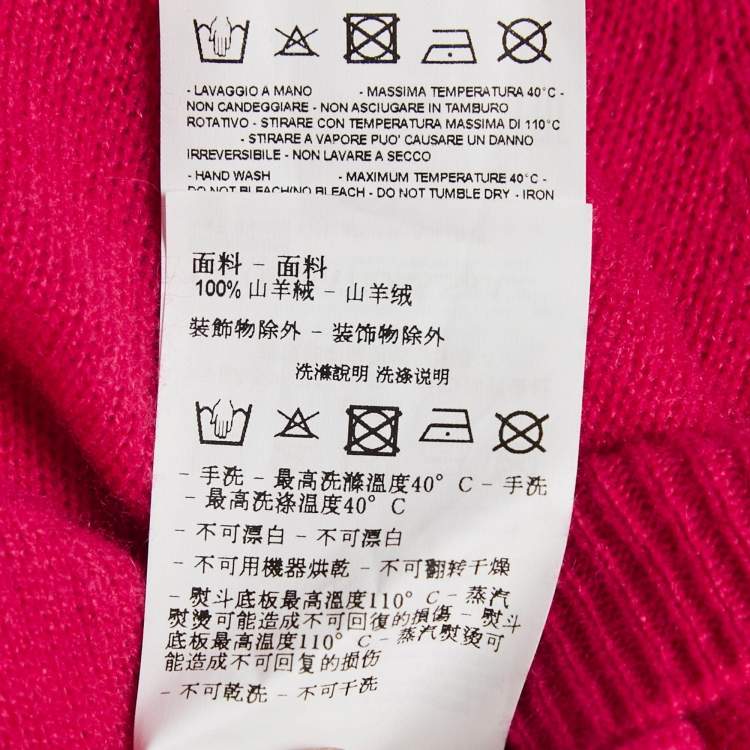 - LAVAGGIO A MANO - MASSIMA TEMPERATURA 40°C -
NON CANDEGGIARE - NON ASCIUGARE IN TAMBURO
ROTATIVO - STIRARE CON TEMPERATURA MASSIMA DI 110°C
- STIRARE A VAPORE PUO' CAUSARE UN DANNO
IRREVERSIBILE - NON LAVARE A SECCO
- HAND WASH - MAXIMUM TEMPERATURE 40°C -
DO NOT BLEACH/NO BLEACH - DO NOT TUMBLE DRY - IRON
面料 - 面料
100% 山羊絨 - 山羊绒
裝飾物除外 - 装饰物除外
洗滌說明 洗涤说明
- 手洗 - 最高洗滌溫度40° C - 手洗
- 最高洗涤温度40° C
- 不可漂白 - 不可漂白
- 不可用機器烘乾 - 不可翻转干燥
- 熨斗底板最高溫度110° C - 蒸汽
熨燙可能造成不可回復的損傷 - 熨斗
底板最高温度110° C - 蒸汽熨烫可
能造成不可回复的损伤
- 不可乾洗 - 不可干洗